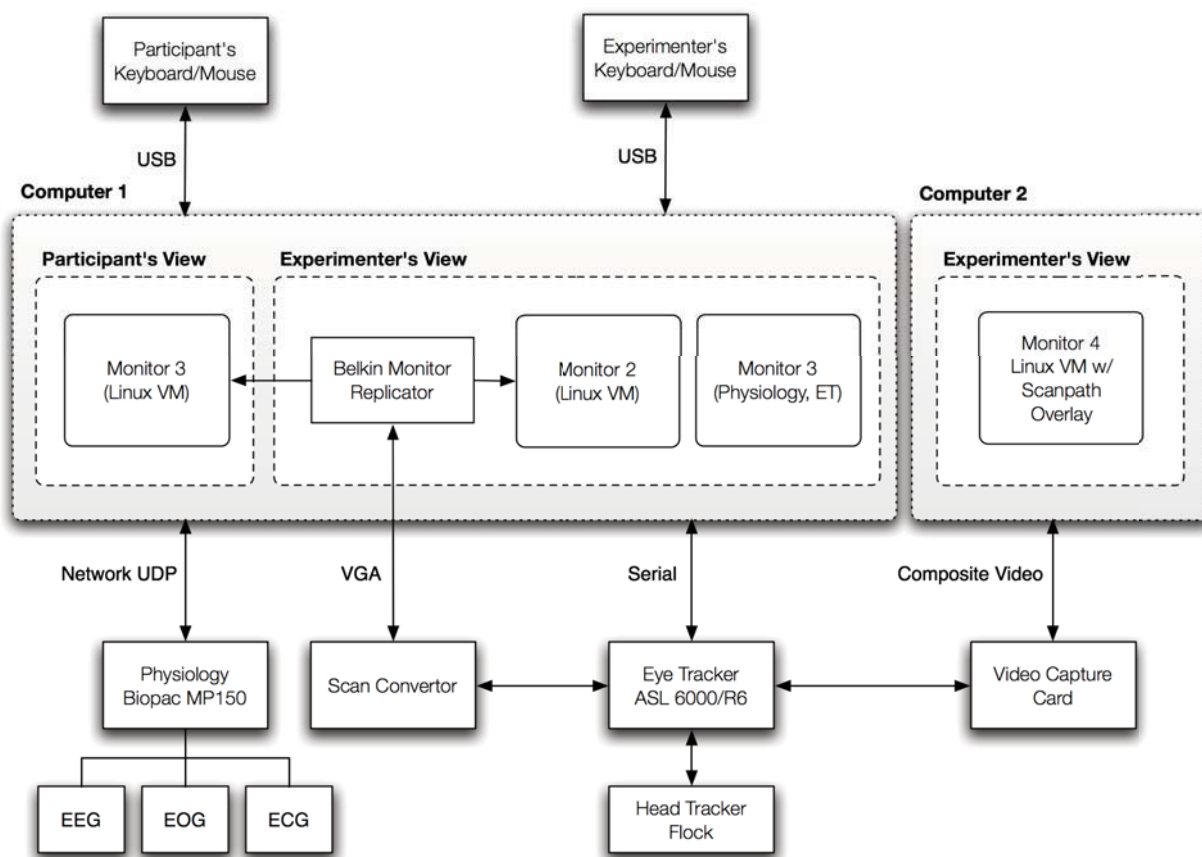 Participant's
Keyboard/Mouse
Experimenter's
Keyboard/Mouse
USB
USB
Computer 1
Computer 2
Participant's View
Experimenter's View
Experimenter's View
Monitor 3
(Linux VM)
Belkin Monitor
Replicator
Monitor 2
(Linux VM)
Monitor 3
(Physiology, ET)
Monitor 4
Linux VM w/
Scanpath
Overlay
Network UDP
VGA
Serial
Composite Video
Physiology
Biopac MP150
Scan Convertor
Eye Tracker
ASL 6000/R6
Video Capture
Card
EEG
EOG
ECG
Head Tracker
Flock